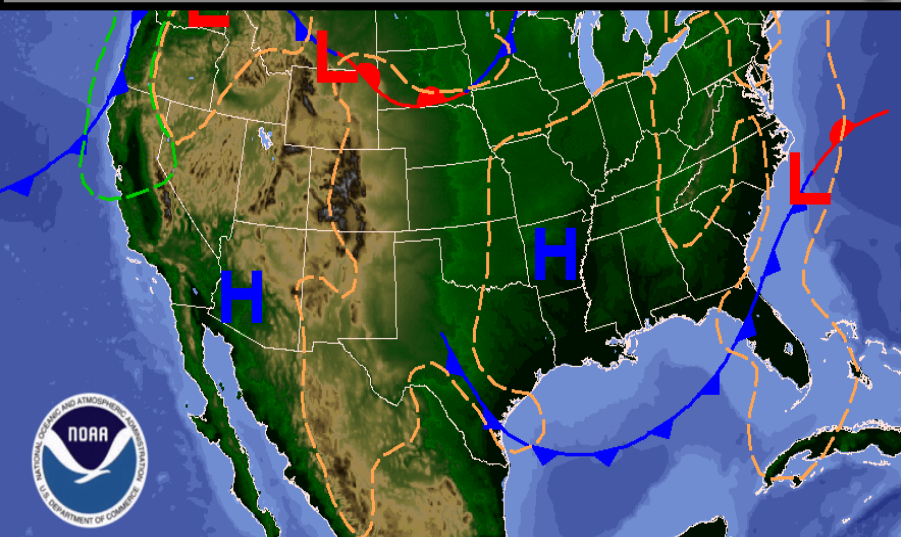 L
L
L
H
H
NATIONAL OCEANIC AND ATMOSPHERIC ADMINISTRATION
NOAA
U.S. DEPARTMENT OF COMMERCE